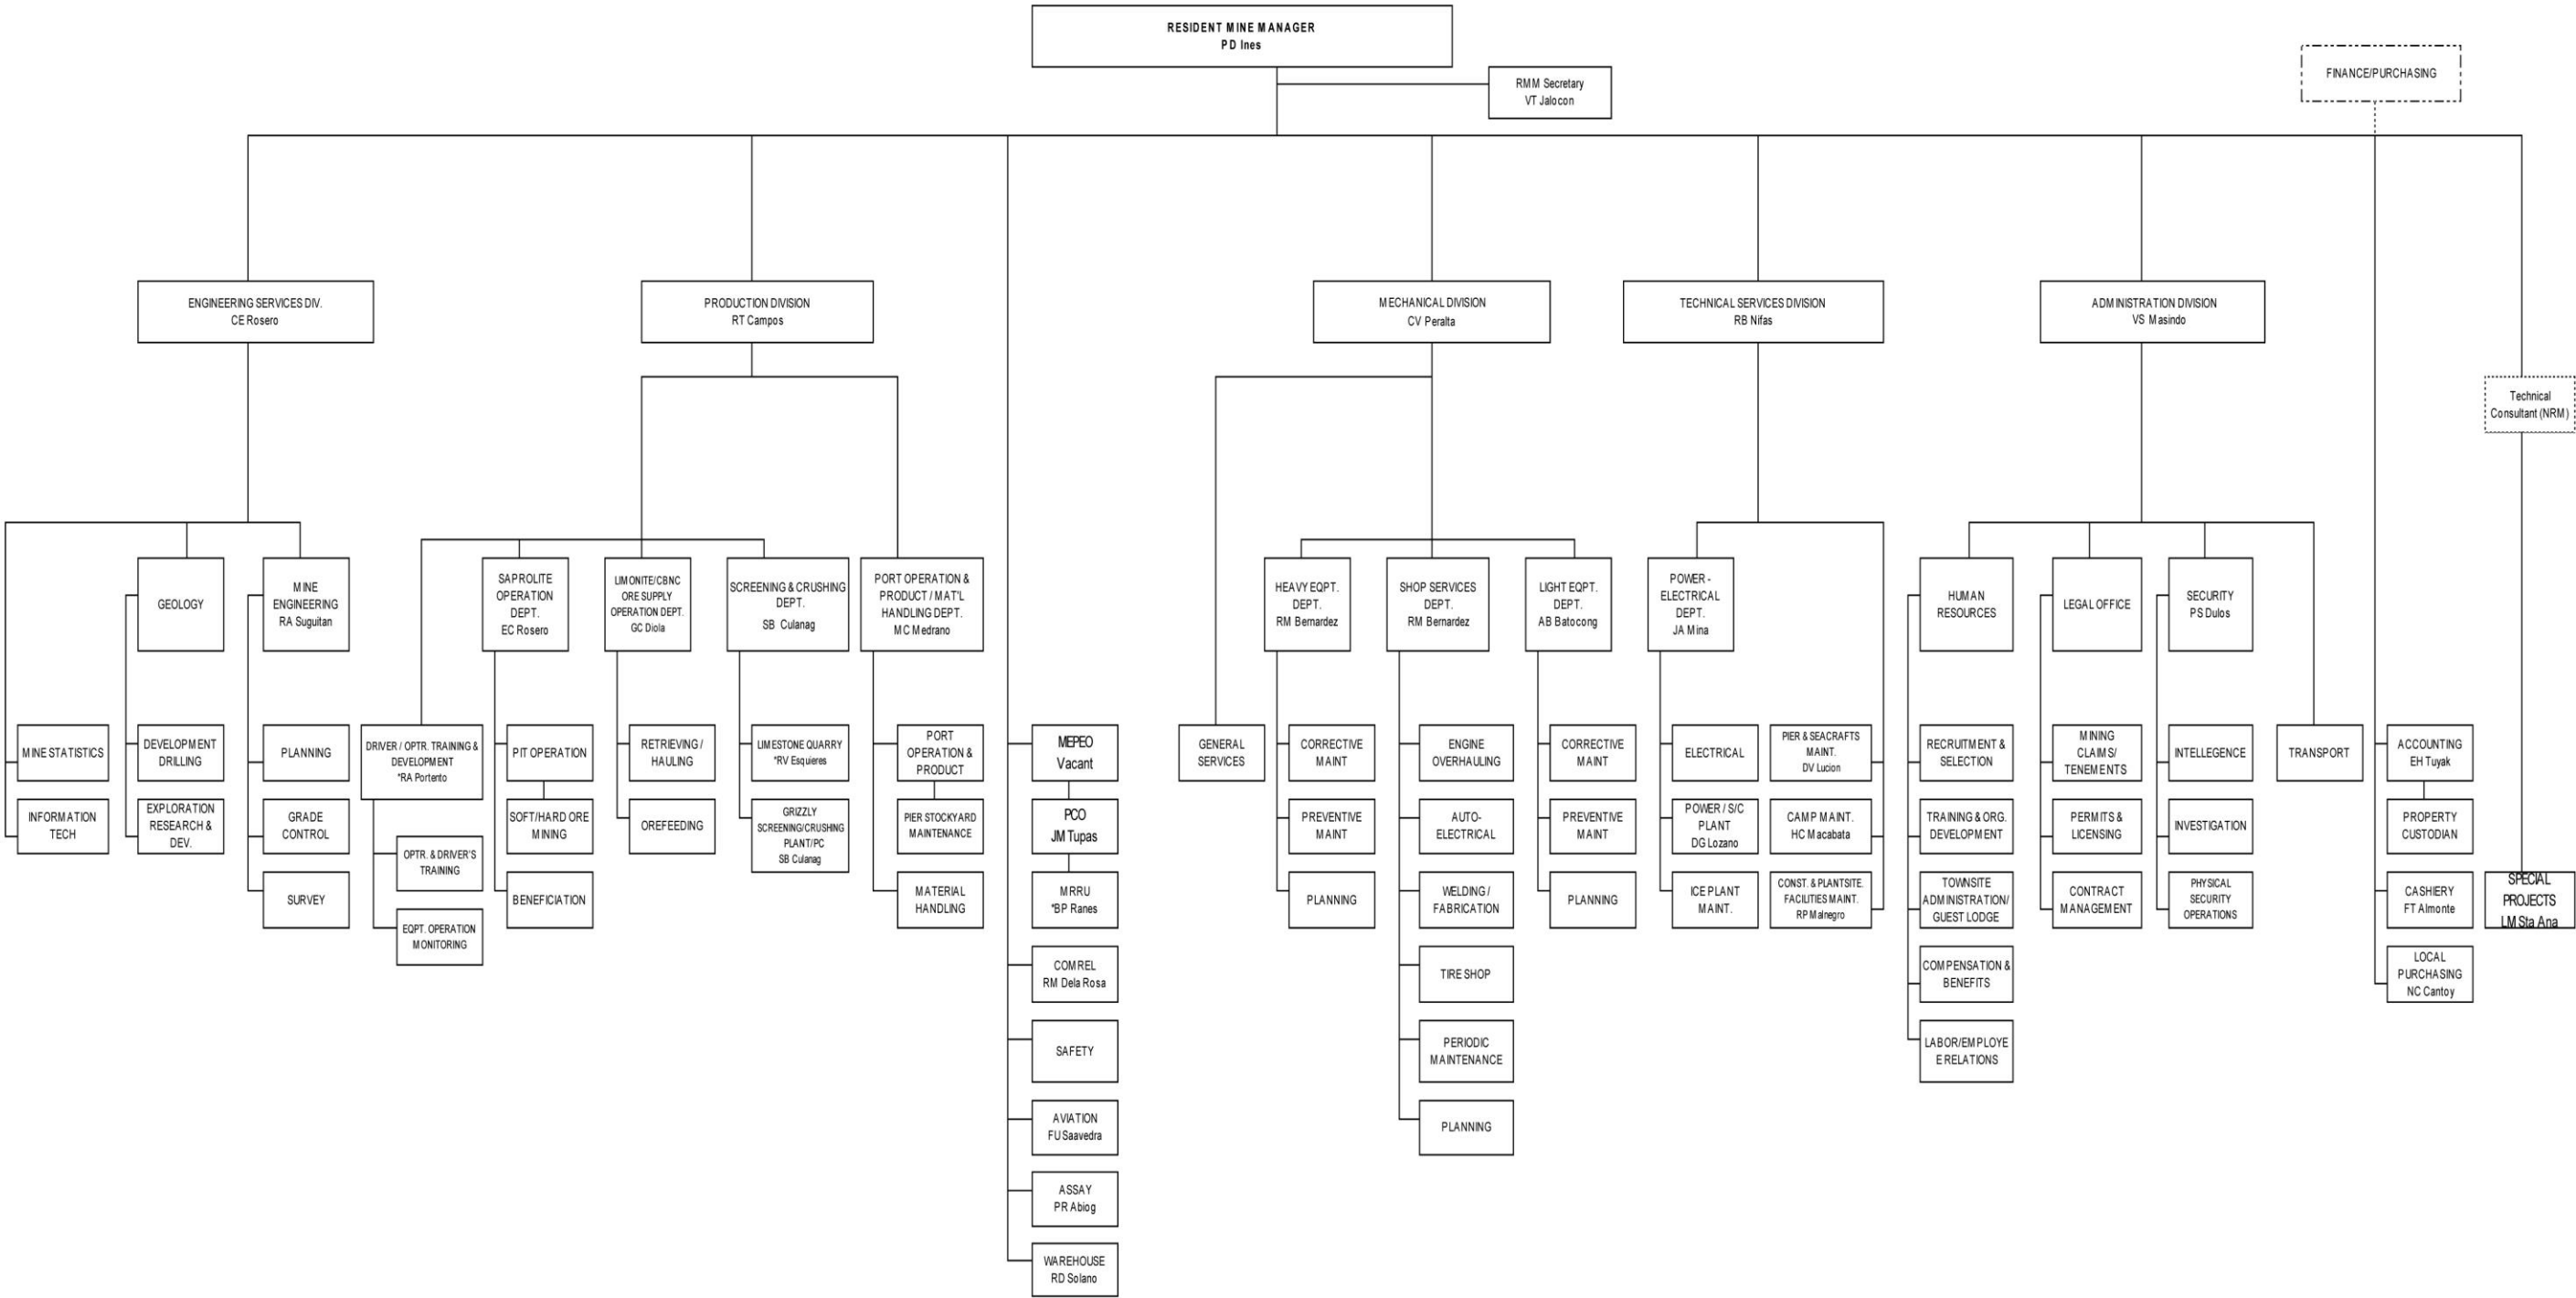 RESIDENT MINE MANAGER
PD Ines
RMM Secretary
VT Jalocon
FINANCE/PURCHASING
ENGINEERING SERVICES DIV.
CE Rosero
PRODUCTION DIVISION
RT Campos
MECHANICAL DIVISION
CV Peralta
TECHNICAL SERVICES DIVISION
RB Nifas
ADMINISTRATION DIVISION
VS Masindo
Technical
Consultant (NRM)
GEOLOGY
MINE
ENGINEERING
RA Suguitan
SAPROLITE
OPERATION
DEPT.
EC Rosero
LIMONITE/CBNC
ORE SUPPLY
OPERATION DEPT.
GC Diola
SCREENING & CRUSHING
DEPT.
SB Culanag
PORT OPERATION &
PRODUCT / MAT'L
HANDLING DEPT.
MC Medrano
HEAVY EQPT.
DEPT.
RM Bernardez
SHOP SERVICES
DEPT.
RM Bernardez
LIGHT EQPT.
DEPT.
AB Batocong
POWER -
ELECTRICAL
DEPT.
JA Mina
HUMAN
RESOURCES
LEGAL OFFICE
SECURITY
PS Dulos
MINE STATISTICS
DEVELOPMENT
DRILLING
PLANNING
DRIVER / OPTR. TRAINING &
DEVELOPMENT
*RA Portento
PIT OPERATION
RETRIEVING /
HAULING
LIMESTONE QUARRY
*RV Esquieres
PORT
OPERATION &
PRODUCT
MEPEO
Vacant
GENERAL
SERVICES
CORRECTIVE
MAINT
ENGINE
OVERHAULING
CORRECTIVE
MAINT
ELECTRICAL
PIER & SEACRAFTS
MAINT.
DV Lucion
RECRUITMENT &
SELECTION
MINING
CLAIMS/
TENEMENTS
INTELLEGENCE
TRANSPORT
ACCOUNTING
EH Tuyak
INFORMATION
TECH
EXPLORATION
RESEARCH &
DEV.
GRADE
CONTROL
SOFT/HARD ORE
MINING
OREFEEDING
GRIZZLY
SCREENING/CRUSHING
PLANT/PC
SB Culanag
PIER STOCKYARD
MAINTENANCE
PCO
JM Tupas
PREVENTIVE
MAINT
AUTO-
ELECTRICAL
PREVENTIVE
MAINT
POWER / S/C
PLANT
DG Lozano
CAMP MAINT.
HC Macabata
TRAINING & ORG.
DEVELOPMENT
PERMITS &
LICENSING
INVESTIGATION
PROPERTY
CUSTODIAN
OPTR. & DRIVER'S
TRAINING
SURVEY
BENEFICIATION
MATERIAL
HANDLING
MRRU
*BP Ranes
PLANNING
WELDING /
FABRICATION
PLANNING
ICE PLANT
MAINT.
CONST. & PLANTSITE.
FACILITIES MAINT.
RP Malnegro
TOWNSITE
ADMINISTRATION/
GUEST LODGE
CONTRACT
MANAGEMENT
PHYSICAL
SECURITY
OPERATIONS
CASHIERY
FT Almonte
SPECIAL
PROJECTS
LM Sta Ana
EQPT. OPERATION
MONITORING
COMREL
RM Dela Rosa
TIRE SHOP
COMPENSATION &
BENEFITS
LOCAL
PURCHASING
NC Cantoy
SAFETY
PERIODIC
MAINTENANCE
LABOR/EMPLOYE
E RELATIONS
AVIATION
FU Saavedra
PLANNING
ASSAY
PR Abiog
WAREHOUSE
RD Solano